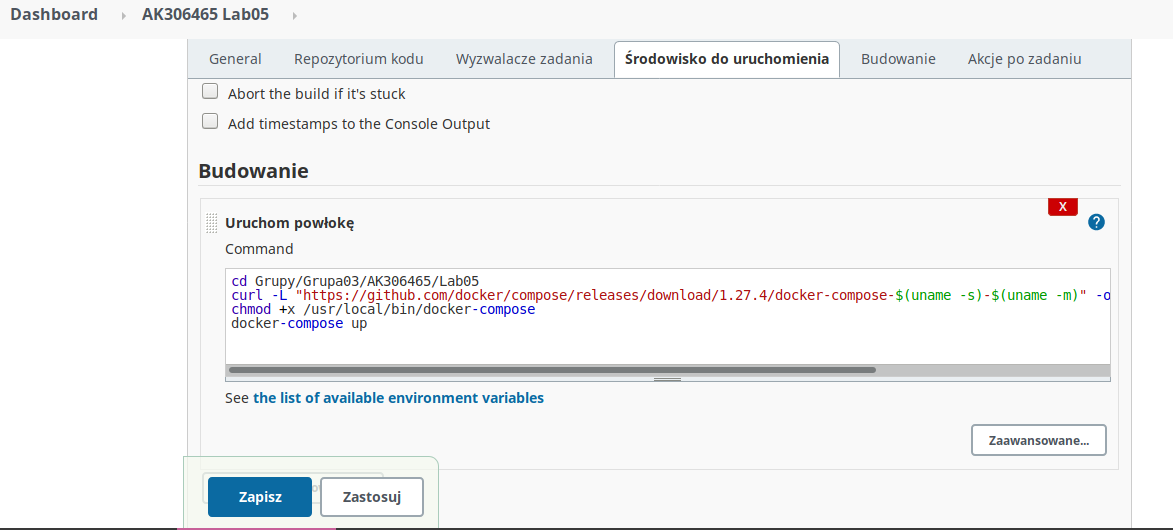 Dashboard AK306465 Lab05
General Repozytorium kodu Wyzwalacze zadania Środowisko do uruchomienia Budowanie Akcje po zadaniu
Abort the build if it's stuck
Add timestamps to the Console Output
Budowanie
X
Uruchom powłokę
?
Command
cd Grupy/Grupa03/AK306465/Lab05
curl -L "https://github.com/docker/compose/releases/download/1.27.4/docker-compose-$(uname -s)-$(uname -m)" -o
chmod +x /usr/local/bin/docker-compose
docker-compose up
See the list of available environment variables
Zaawansowane...
Zapisz Zastosuj